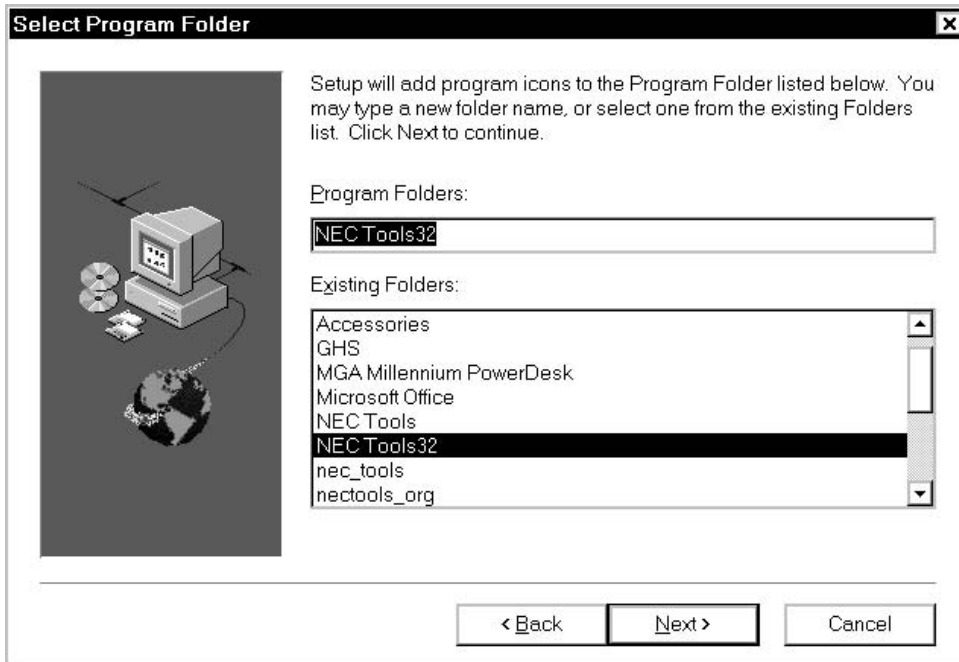 Select Program Folder
Setup will add program icons to the Program Folder listed below. You
may type a new folder name, or select one from the existing Folders
list. Click Next to continue.
Program Folders:
NEC Tools32
Existing Folders:
Accessories
GHS
MGA Millennium PowerDesk
Microsoft Office
NEC Tools
NEC Tools32
nec_tools
nectools_org
< Back Next > Cancel